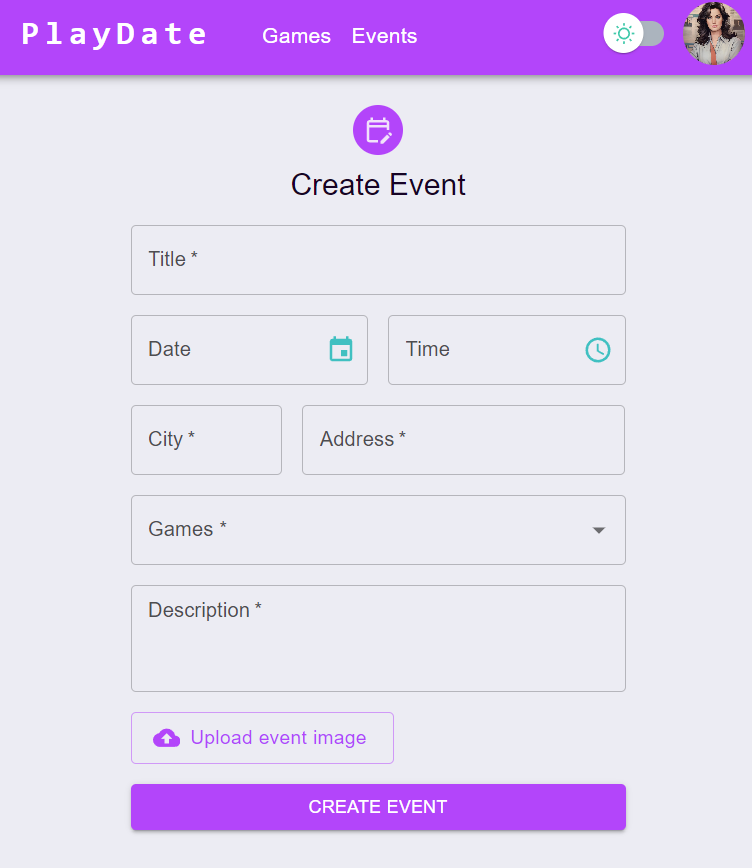 PlayDate Games Events
Create Event
Title *
Date Time
City * Address *
Games *
Description *
Upload event image
CREATE EVENT